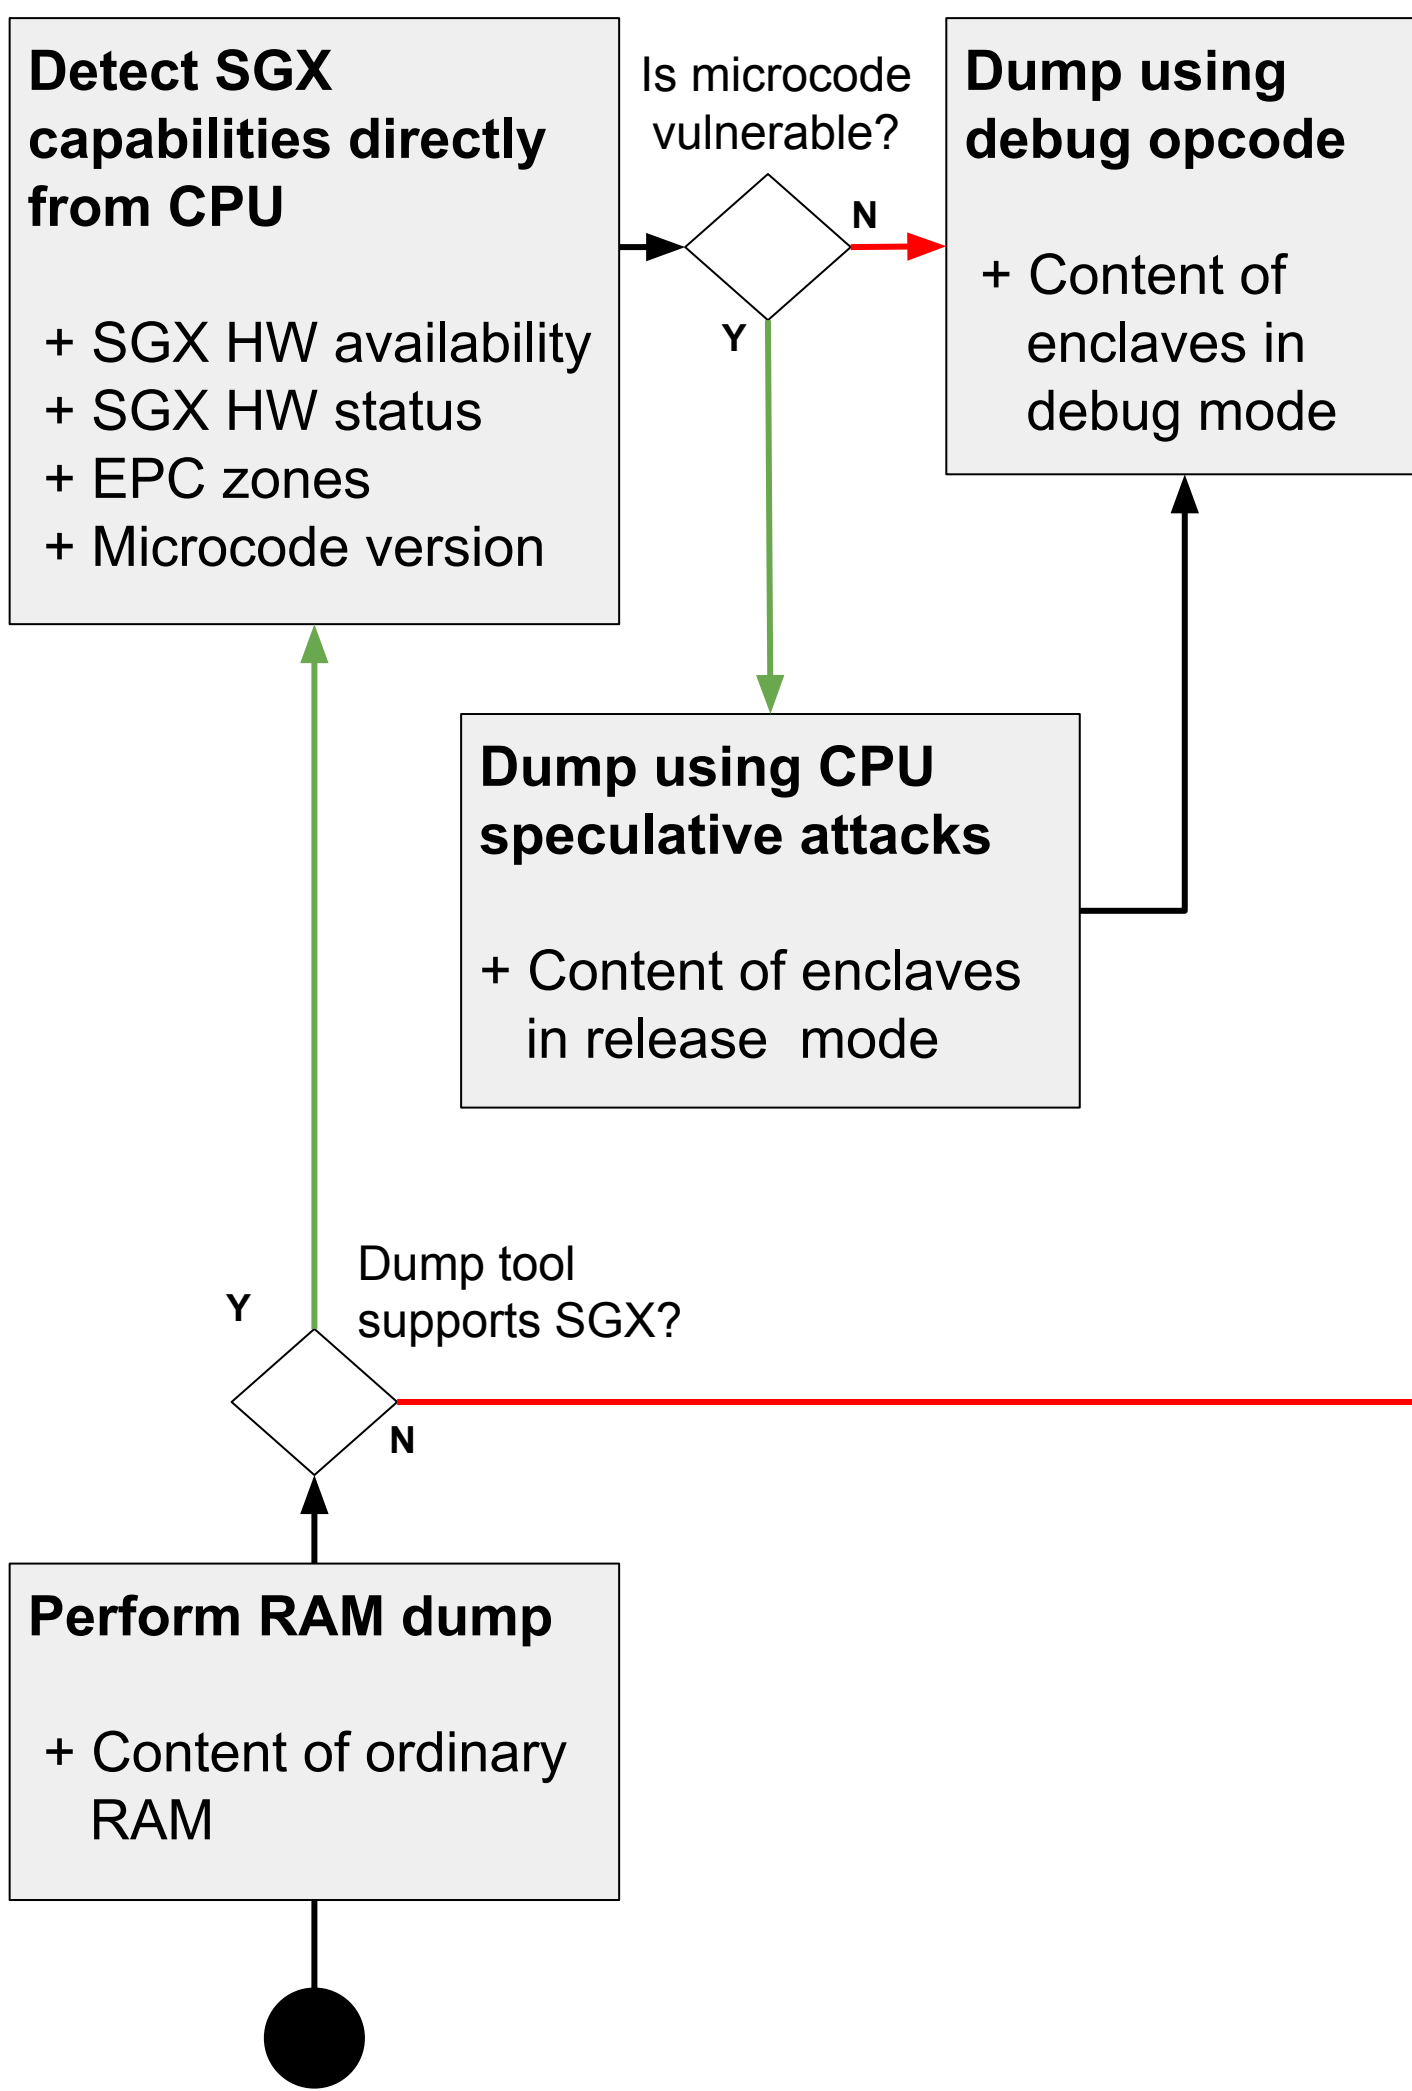 Detect SGX
capabilities directly
from CPU
+ SGX HW availability
+ SGX HW status
+ EPC zones
+ Microcode version
Is microcode
vulnerable?
N
Y
Dump using
debug opcode
+ Content of
enclaves in
debug mode
Dump using CPU
speculative attacks
+ Content of enclaves
in release  mode
Dump tool
supports SGX?
Y
N
Perform RAM dump
+ Content of ordinary
RAM